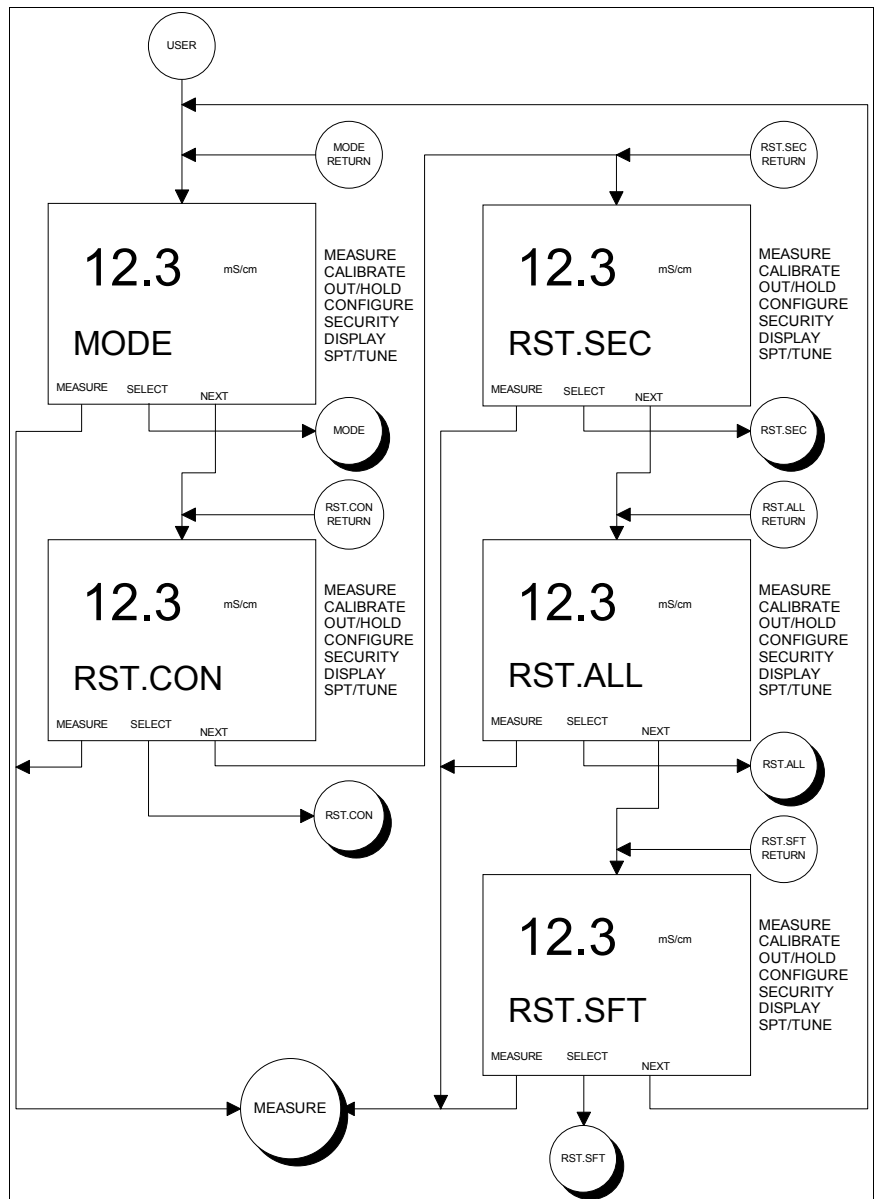 USER
MODE
RETURN
12.3 mS/cm
MODE
MEASURE SELECT NEXT
MEASURE
CALIBRATE
OUT/HOLD
CONFIGURE
SECURITY
DISPLAY
SPT/TUNE
MODE
RST.CON
RETURN
12.3 mS/cm
RST.CON
MEASURE SELECT NEXT
MEASURE
CALIBRATE
OUT/HOLD
CONFIGURE
SECURITY
DISPLAY
SPT/TUNE
RST.CON
RST.SEC
RETURN
12.3 mS/cm
RST.SEC
MEASURE SELECT NEXT
MEASURE
CALIBRATE
OUT/HOLD
CONFIGURE
SECURITY
DISPLAY
SPT/TUNE
RST.SEC
RST.ALL
RETURN
12.3 mS/cm
RST.ALL
MEASURE SELECT NEXT
MEASURE
CALIBRATE
OUT/HOLD
CONFIGURE
SECURITY
DISPLAY
SPT/TUNE
RST.ALL
RST.SFT
RETURN
12.3 mS/cm
RST.SFT
MEASURE SELECT NEXT
MEASURE
CALIBRATE
OUT/HOLD
CONFIGURE
SECURITY
DISPLAY
SPT/TUNE
MEASURE
RST.SFT